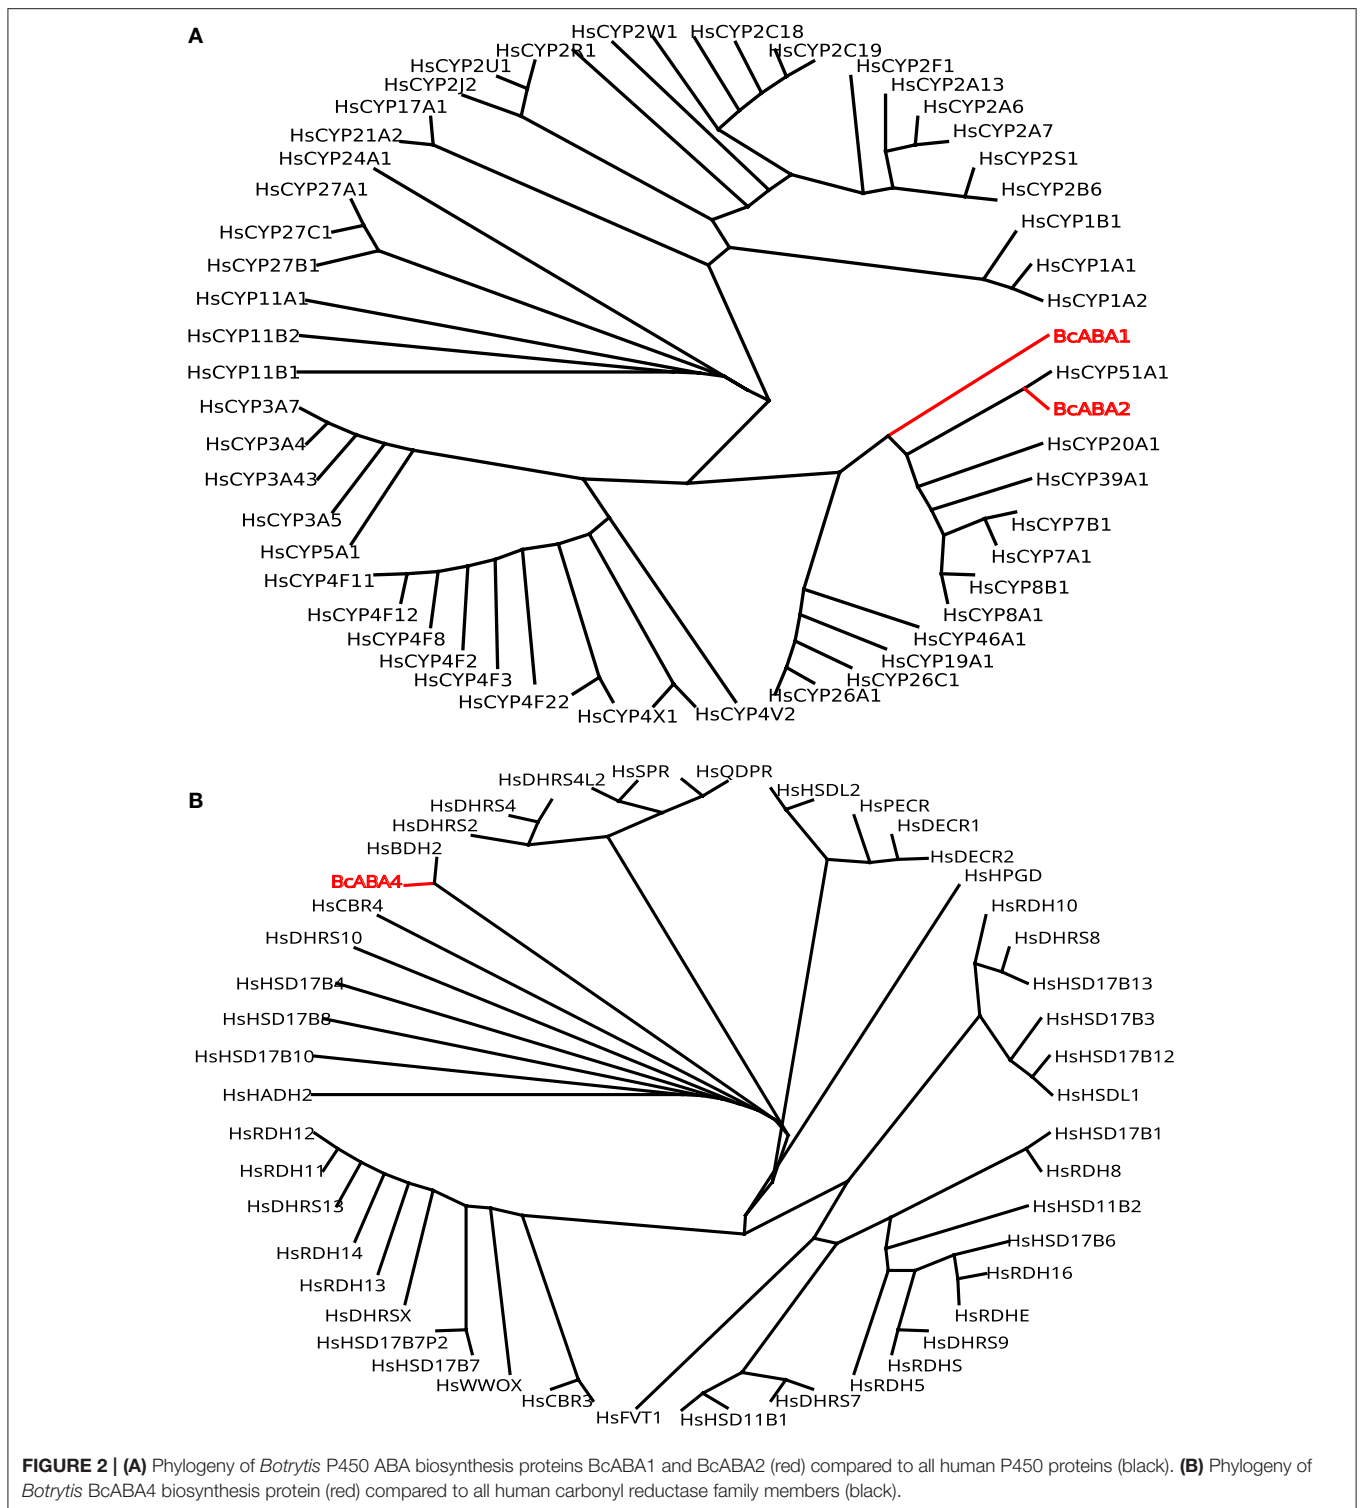 A
HsCYP2W1
HsCYP2C18
HsCYP2R1
HsCYP2C19
HsCYP2U1
HsCYP2F1
HsCYP2J2
HsCYP2A13
HsCYP17A1
HsCYP2A6
HsCYP21A2
HsCYP2A7
HsCYP24A1
HsCYP2S1
HsCYP27A1
HsCYP2B6
HsCYP27C1
HsCYP1B1
HsCYP27B1
HsCYP1A1
HsCYP11A1
HsCYP1A2
HsCYP11B2
BcABA1
HsCYP11B1
HsCYP51A1
HsCYP3A7
BcABA2
HsCYP3A4
HsCYP20A1
HsCYP3A43
HsCYP39A1
HsCYP3A5
HsCYP7B1
HsCYP5A1
HsCYP7A1
HsCYP4F11
HsCYP8B1
HsCYP4F12
HsCYP8A1
HsCYP4F8
HsCYP46A1
HsCYP4F2
HsCYP19A1
HsCYP4F3
HsCYP26C1
HsCYP4F22
HsCYP26A1
HsCYP4X1
HsCYP4V2
B
HsDHRS4L2
HsSPR
HsQDPR
HsHSDL2
HsDHRS4
HsPECR
HsDHRS2
HsDECR1
HsBDH2
HsDECR2
BcABA4
HsHPGD
HsCBR4
HsRDH10
HsDHRS10
HsDHRS8
HsHSD17B4
HsHSD17B13
HsHSD17B8
HsHSD17B3
HsHSD17B10
HsHSD17B12
HsHADH2
HsHSDL1
HsRDH12
HsHSD17B1
HsRDH11
HsRDH8
HsDHRS13
HsHSD11B2
HsRDH14
HsHSD17B6
HsRDH13
HsRDH16
HsDHRSX
HsRDHE
HsHSD17B7P2
HsDHRS9
HsHSD17B7
HsRDHS
HsWWOX
HsRDH5
HsCBR3
HsDHRS7
HsFVT1
HsHSD11B1
FIGURE 2 | (A) Phylogeny of Botrytis P450 ABA biosynthesis proteins BcABA1 and BcABA2 (red) compared to all human P450 proteins (black). (B) Phylogeny of
Botrytis BcABA4 biosynthesis protein (red) compared to all human carbonyl reductase family members (black).